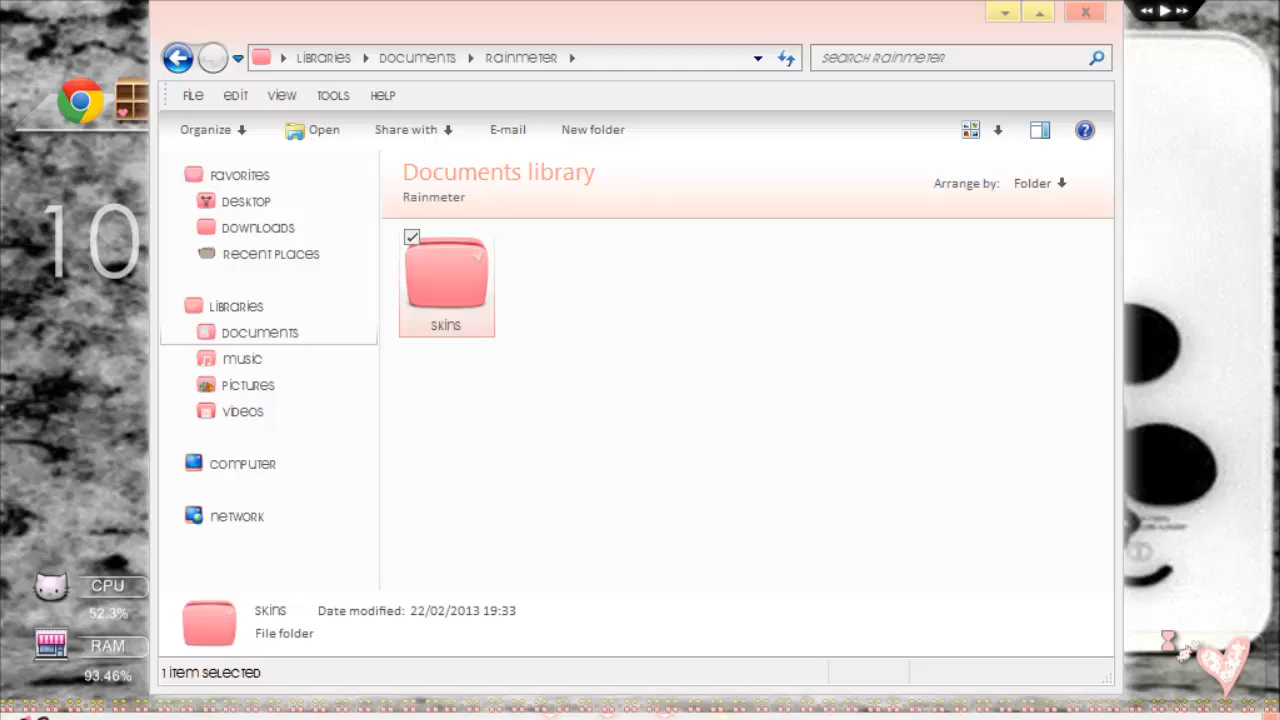 Libraries Documents Rainmeter
search Rainmeter
File Edit View Tools Help
Organize Open Share with E-mail New folder
Documents library
Rainmeter
Arrange by: Folder
Favorites
Desktop
Downloads
Recent Places
Libraries
Documents
music
Pictures
videos
computer
Network
skins
10
CPU
52.3%
RAM
93.46%
skins Date modified: 22/02/2013 19:33
File folder
1 item selected